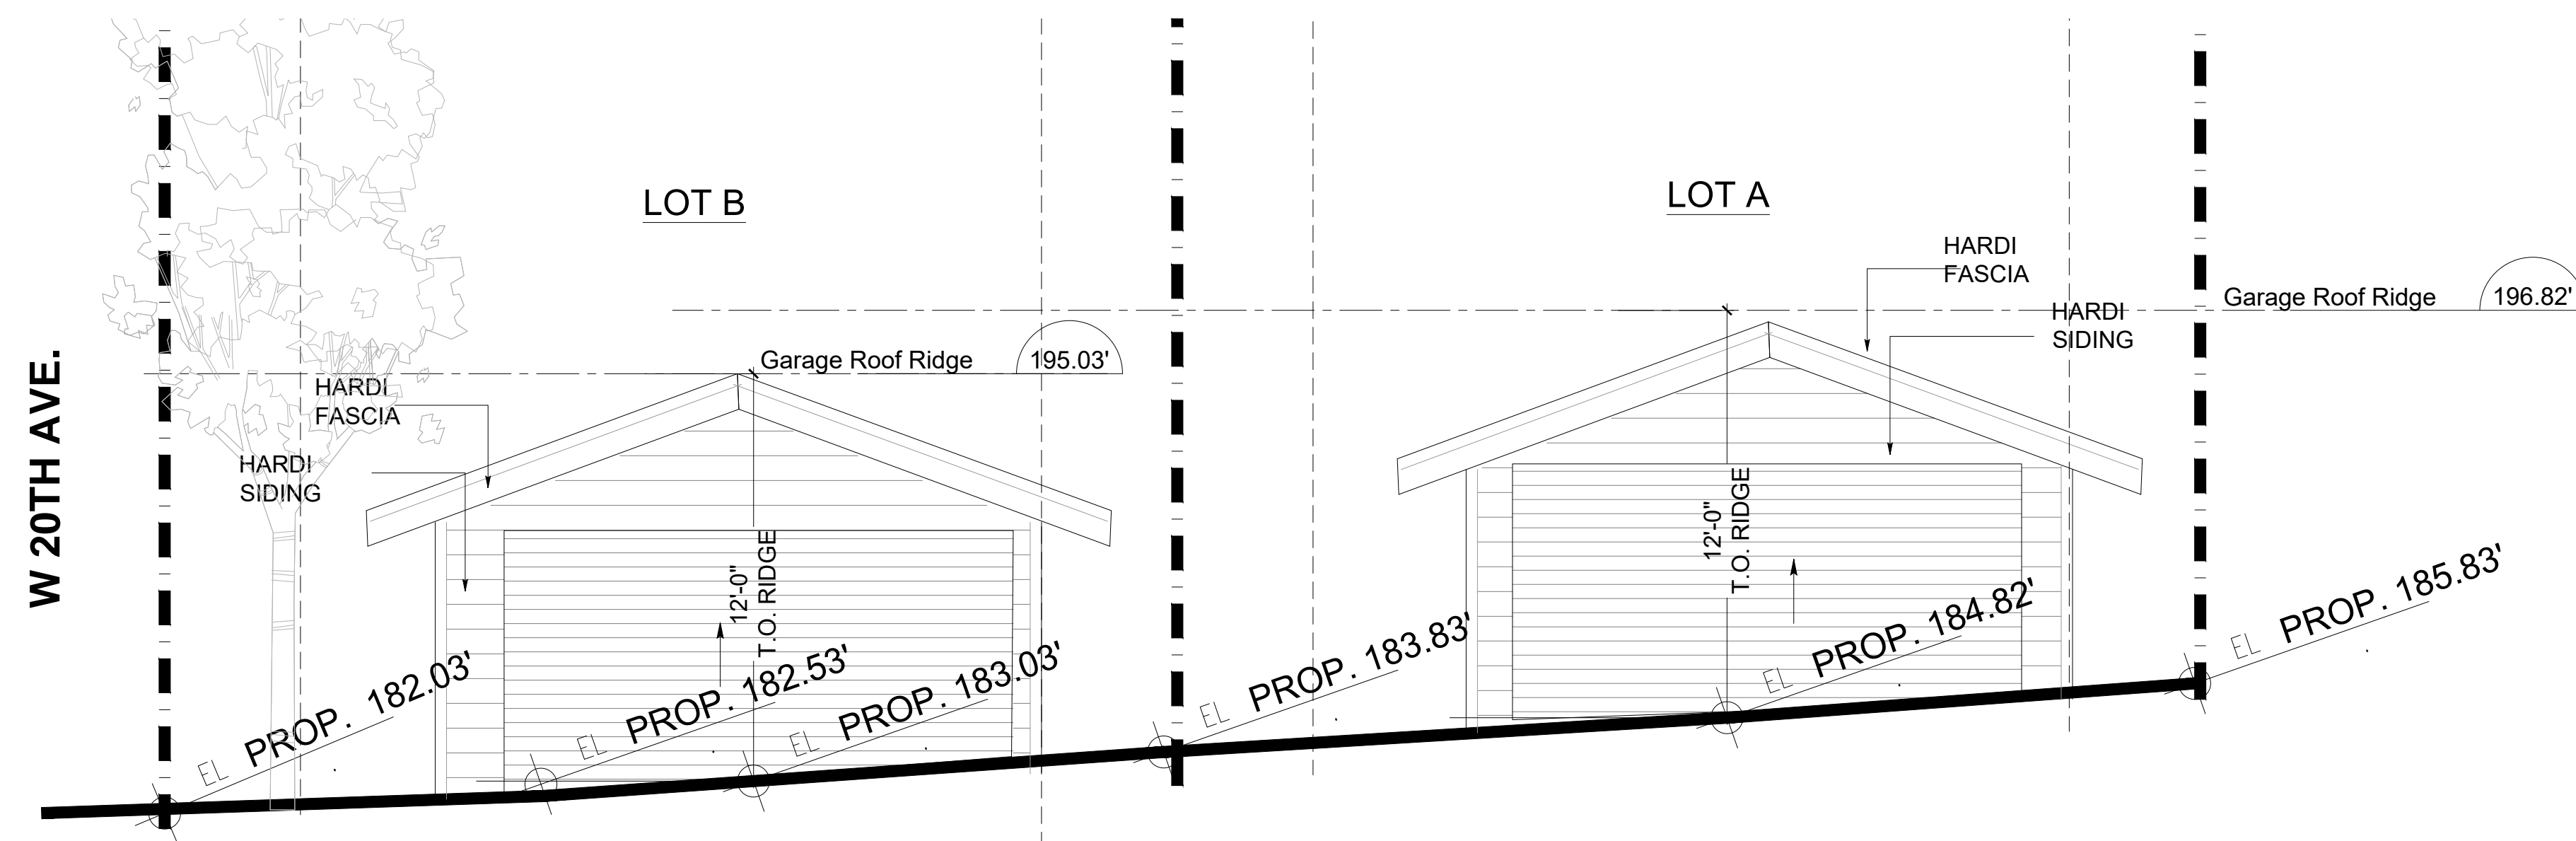 W 20TH AVE.
LOT B
LOT A
HARDI
FASCIA
HARDI
SIDING
Garage Roof Ridge 196.82'
Garage Roof Ridge 195.03'
HARDI
FASCIA
HARDI
SIDING
12'-0"
T.O. RIDGE
12'-0"
T.O. RIDGE
EL PROP. 182.03'
EL PROP. 182.53'
EL PROP. 183.03'
EL PROP. 183.83'
EL PROP. 184.82'
EL PROP. 185.83'